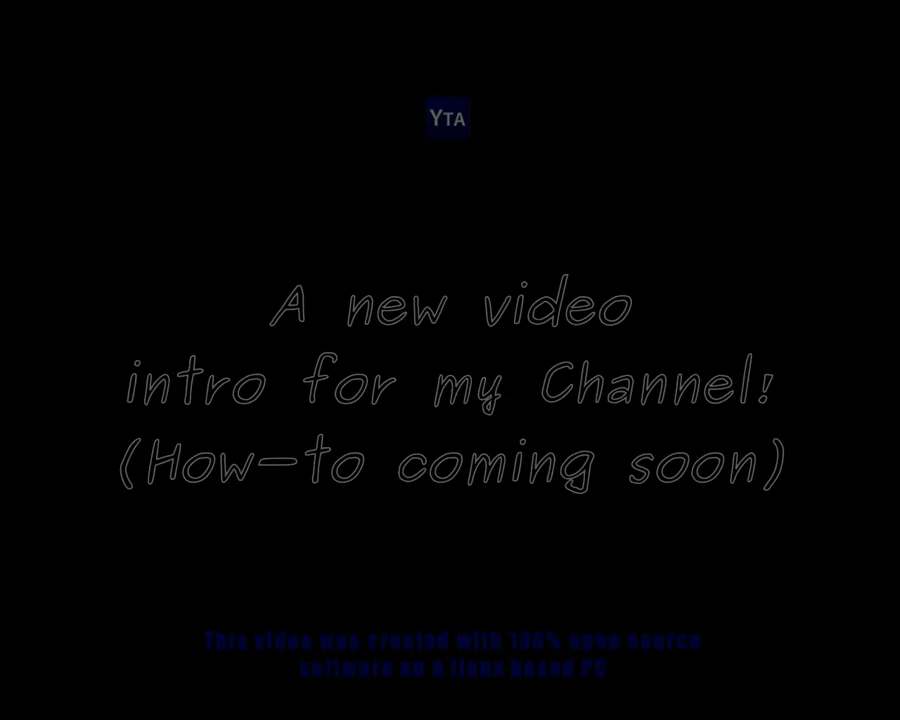 YTA
A new video
intro for my Channel!
(How-to coming soon)
This video was created with 100% open source
software on a linux based PC